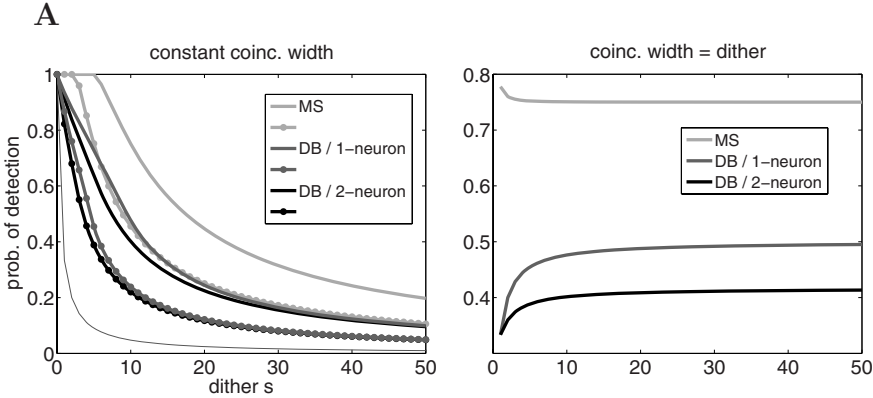 A
constant coinc. width
prob. of detection
1
0.8
0.6
0.4
0.2
0
MS
DB / 1−neuron
DB / 2−neuron
0 10 20 30 40 50
dither s
coinc. width = dither
0.8
0.7
0.6
0.5
0.4
MS
DB / 1−neuron
DB / 2−neuron
10 20 30 40 50